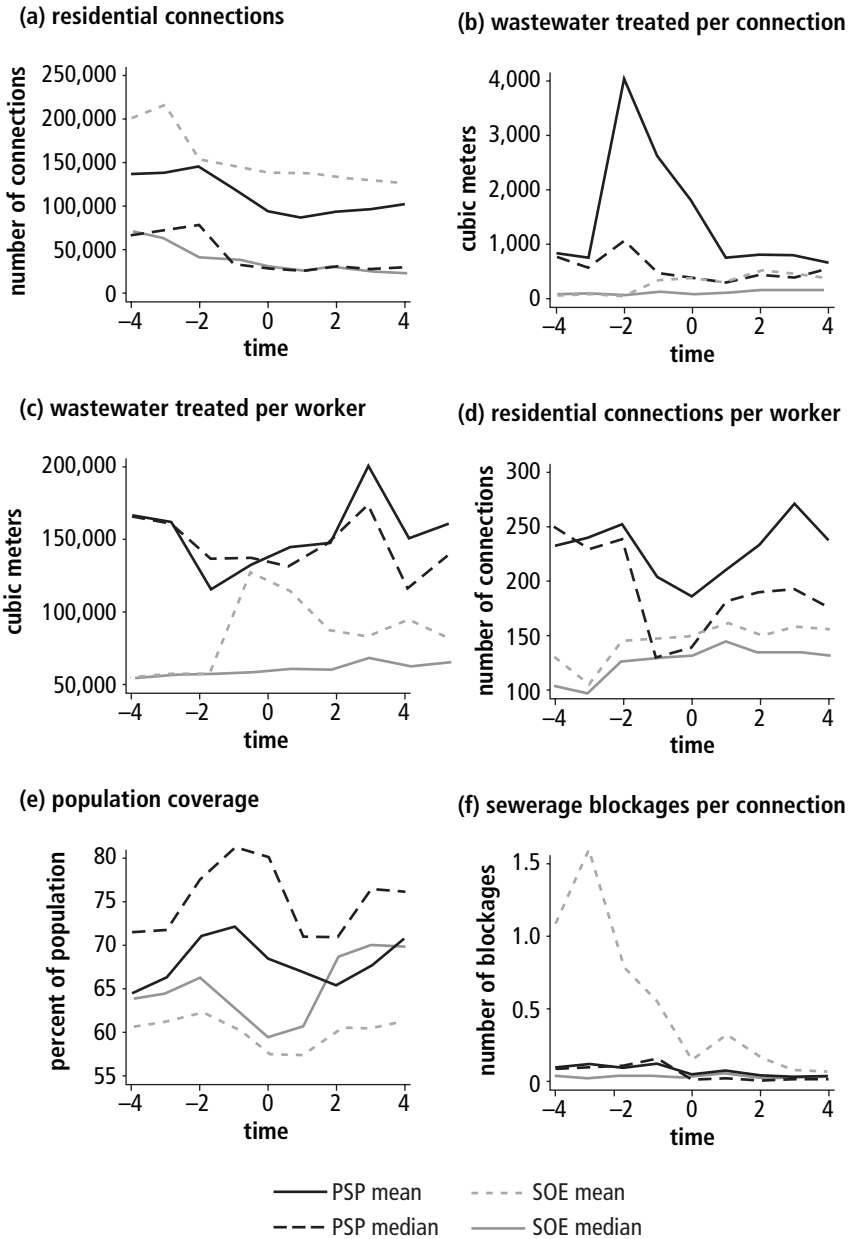 (a) residential connections
number of connections
250,000
200,000
150,000
100,000
50,000
0
–4 –2 0 2 4
time
(b) wastewater treated per connection
cubic meters
4,000
3,000
2,000
1,000
0
–4 –2 0 2 4
time
(c) wastewater treated per worker
cubic meters
200,000
150,000
100,000
50,000
–4 –2 0 2 4
time
(d) residential connections per worker
number of connections
300
250
200
150
100
–4 –2 0 2 4
time
(e) population coverage
percent of population
80
75
70
65
60
55
–4 –2 0 2 4
time
(f) sewerage blockages per connection
number of blockages
1.5
1.0
0.5
0
–4 –2 0 2 4
time
PSP mean SOE mean
PSP median SOE median